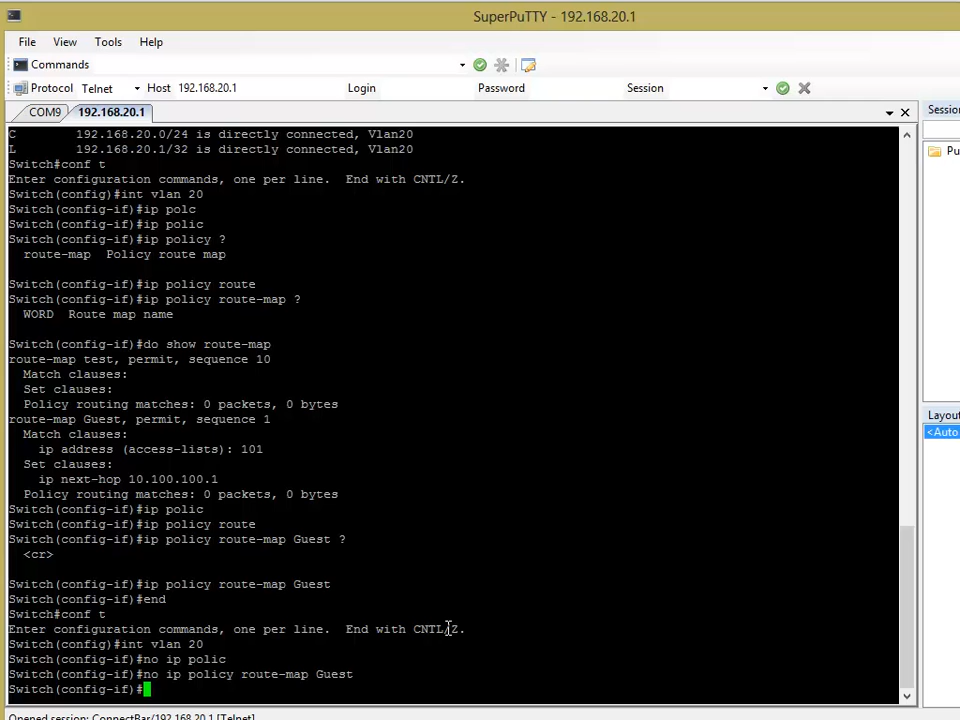 SuperPuTTY - 192.168.20.1
File View Tools Help
Commands
Protocol Telnet Host 192.168.20.1 Login Password Session
COM9 192.168.20.1
Sessio
Pu
Layou
<Auto
C 192.168.20.0/24 is directly connected, Vlan20
L 192.168.20.1/32 is directly connected, Vlan20
Switch#conf t
Enter configuration commands, one per line. End with CNTL/Z.
Switch(config)#int vlan 20
Switch(config-if)#ip polc
Switch(config-if)#ip polic
Switch(config-if)#ip policy ?
route-map Policy route map
Switch(config-if)#ip policy route
Switch(config-if)#ip policy route-map ?
WORD Route map name
Switch(config-if)#do show route-map
route-map test, permit, sequence 10
Match clauses:
Set clauses:
Policy routing matches: 0 packets, 0 bytes
route-map Guest, permit, sequence 1
Match clauses:
ip address (access-lists): 101
Set clauses:
ip next-hop 10.100.100.1
Policy routing matches: 0 packets, 0 bytes
Switch(config-if)#ip polic
Switch(config-if)#ip policy route
Switch(config-if)#ip policy route-map Guest ?
<cr>
Switch(config-if)#ip policy route-map Guest
Switch(config-if)#end
Switch#conf t
Enter configuration commands, one per line. End with CNTL/Z.
Switch(config)#int vlan 20
Switch(config-if)#no ip polic
Switch(config-if)#no ip policy route-map Guest
Switch(config-if)#
Opened session: ConnectBar/192.168.20.1 [Telnet]